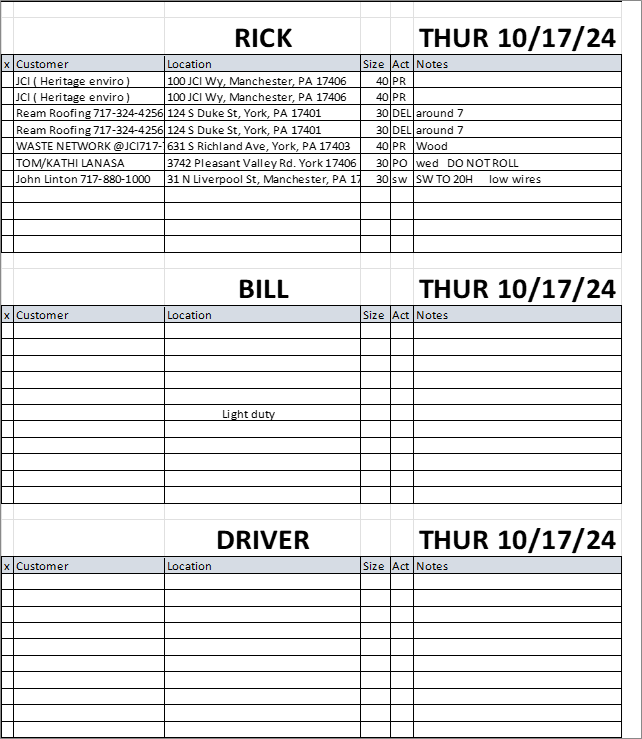 RICK THUR 10/17/24
x Customer Location Size Act Notes
JCI ( Heritage enviro ) 100 JCI Wy, Manchester, PA 17406 40 PR
JCI ( Heritage enviro ) 100 JCI Wy, Manchester, PA 17406 40 PR
Ream Roofing 717-324-4256 124 S Duke St, York, PA 17401 30 DEL around 7
Ream Roofing 717-324-4256 124 S Duke St, York, PA 17401 30 DEL around 7
WASTE NETWORK @JCI717- 631 S Richland Ave, York, PA 17403 40 PR Wood
TOM/KATHI LANASA 3742 Pleasant Valley Rd. York 17406 30 PO wed DO NOT ROLL
John Linton 717-880-1000 31 N Liverpool St, Manchester, PA 17 30 sw SW TO 20H low wires
BILL THUR 10/17/24
x Customer Location Size Act Notes
Light duty
DRIVER THUR 10/17/24
x Customer Location Size Act Notes